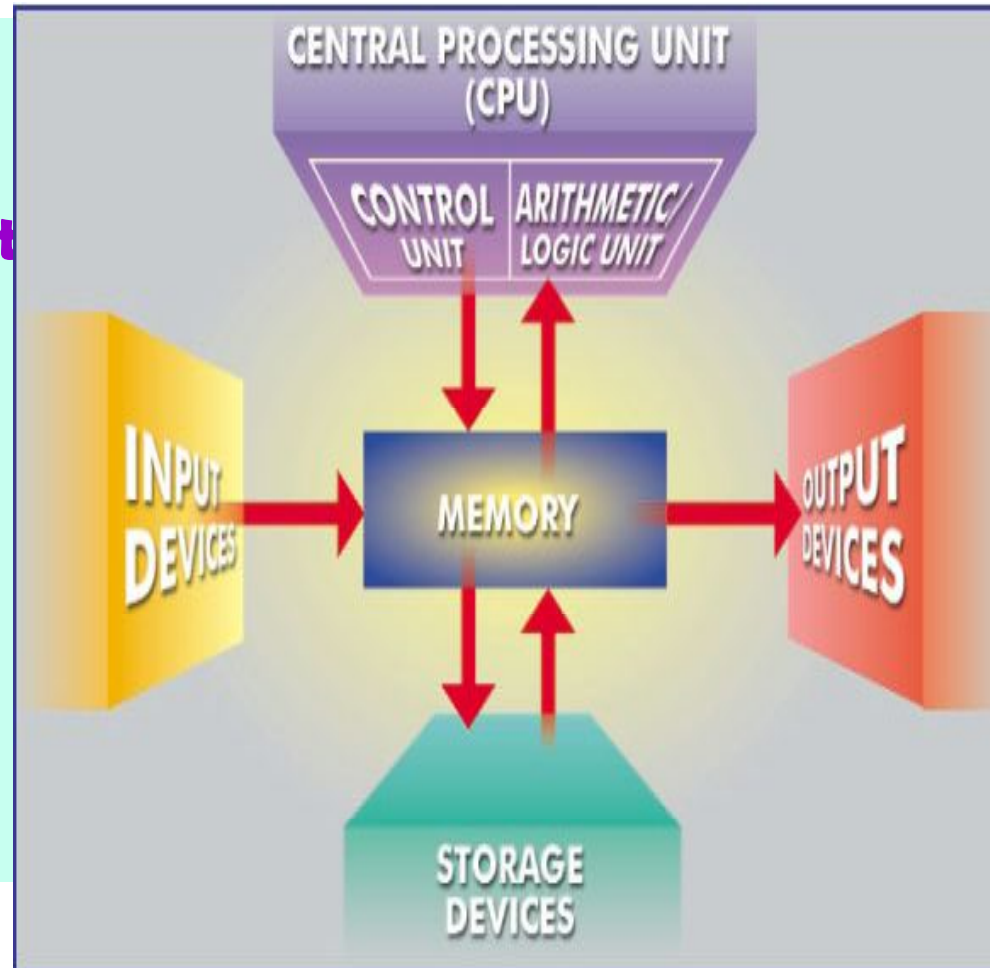 CENTRAL PROCESSING UNIT
(CPU)
CONTROL
UNIT
ARITHMETIC/
LOGIC UNIT
t
INPUT
DEVICES
MEMORY
OUTPUT
DEVICES
STORAGE
DEVICES